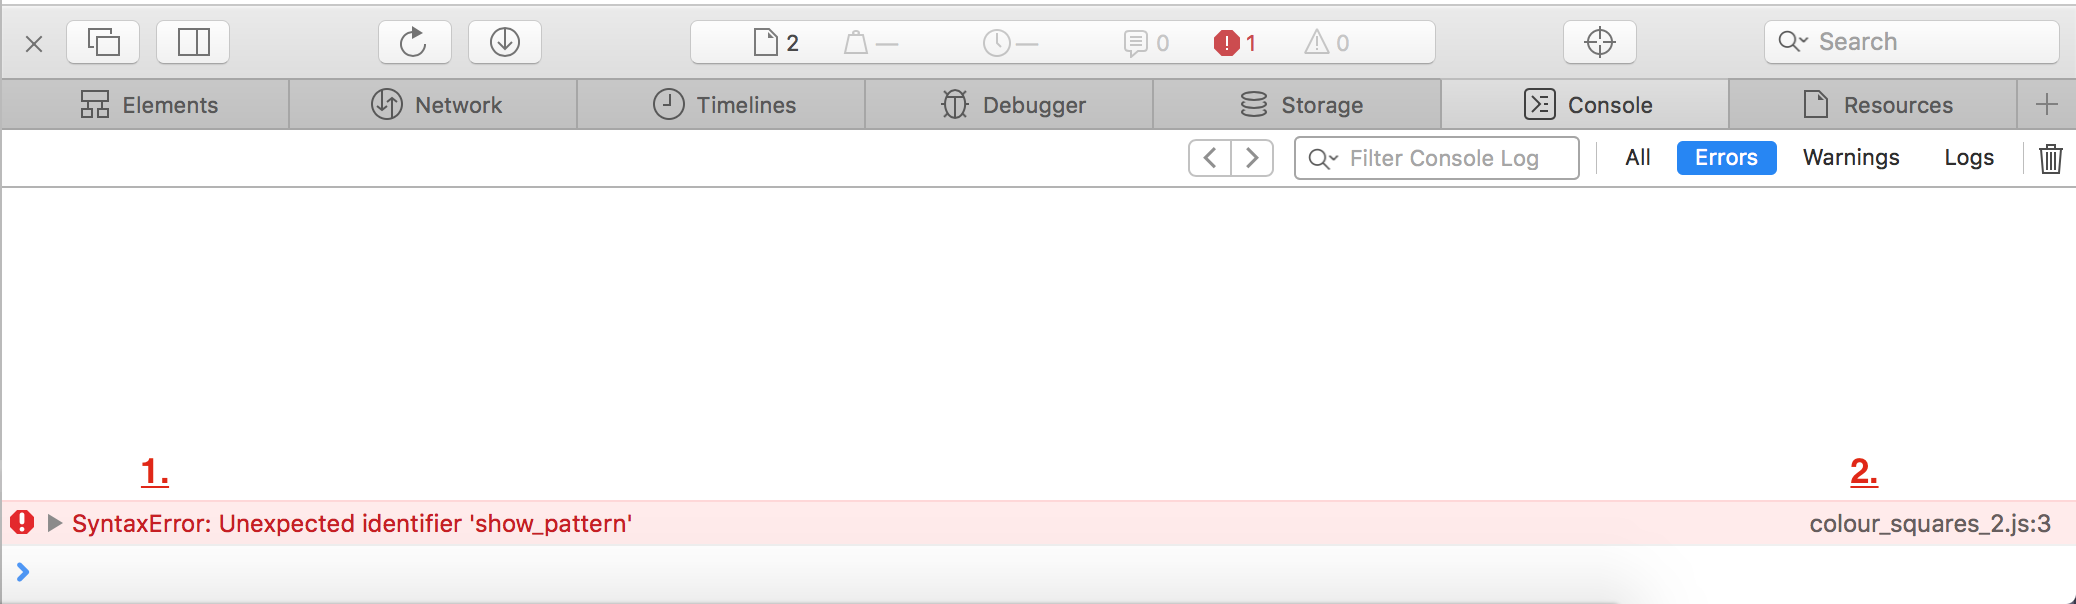 2 — — 0 1 0 Search
Elements Network Timelines Debugger Storage Console Resources +
Filter Console Log All Errors Warnings Logs
1. 2.
SyntaxError: Unexpected identifier 'show_pattern' colour_squares_2.js:3